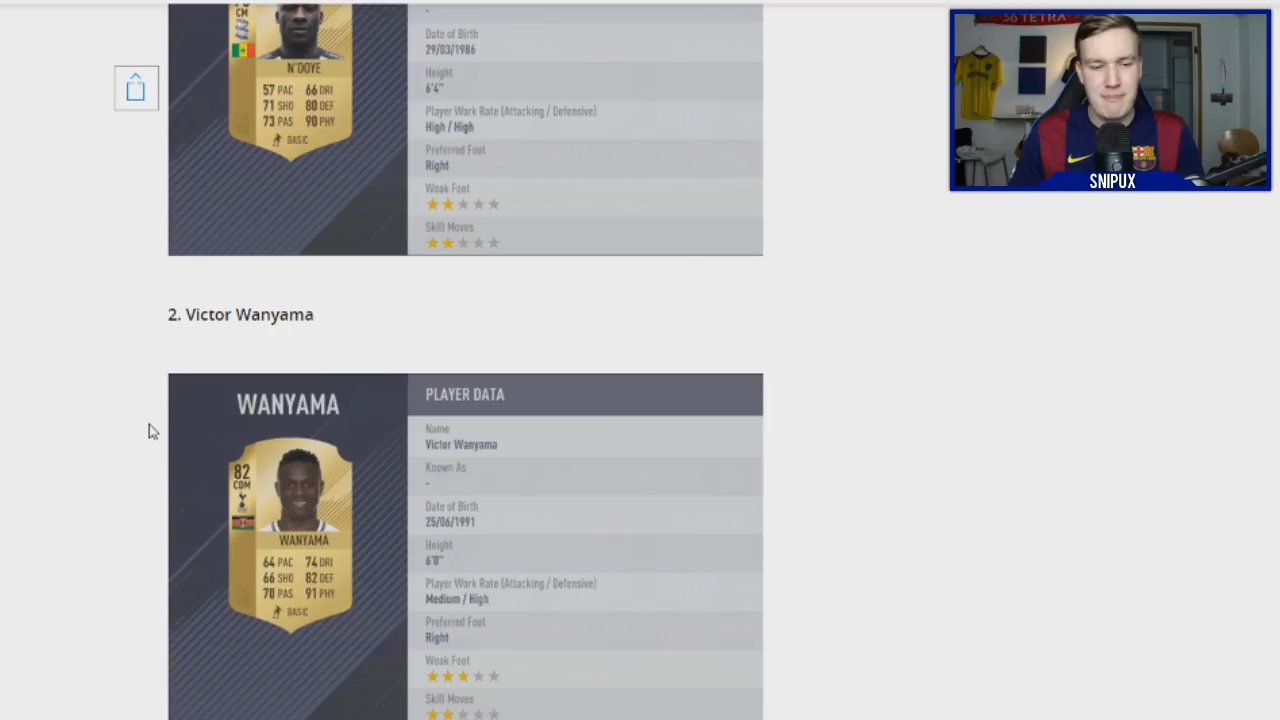 36 TETRA
CM
N'DOYE
57 PAC 66 DRI
71 SHO 80 DEF
73 PAS 90 PHY
BASIC
-
Date of Birth
29/03/1986
Height
6'4"
Player Work Rate (Attacking / Defensive)
High / High
Preferred Foot
Right
Weak Foot
Skill Moves
SNIPUX
2. Victor Wanyama
WANYAMA
82
CDM
WANYAMA
64 PAC 74 DRI
66 SHO 82 DEF
70 PAS 91 PHY
BASIC
PLAYER DATA
Name
Victor Wanyama
Known As
-
Date of Birth
25/06/1991
Height
6'0"
Player Work Rate (Attacking / Defensive)
Medium / High
Preferred Foot
Right
Weak Foot
Skill Moves